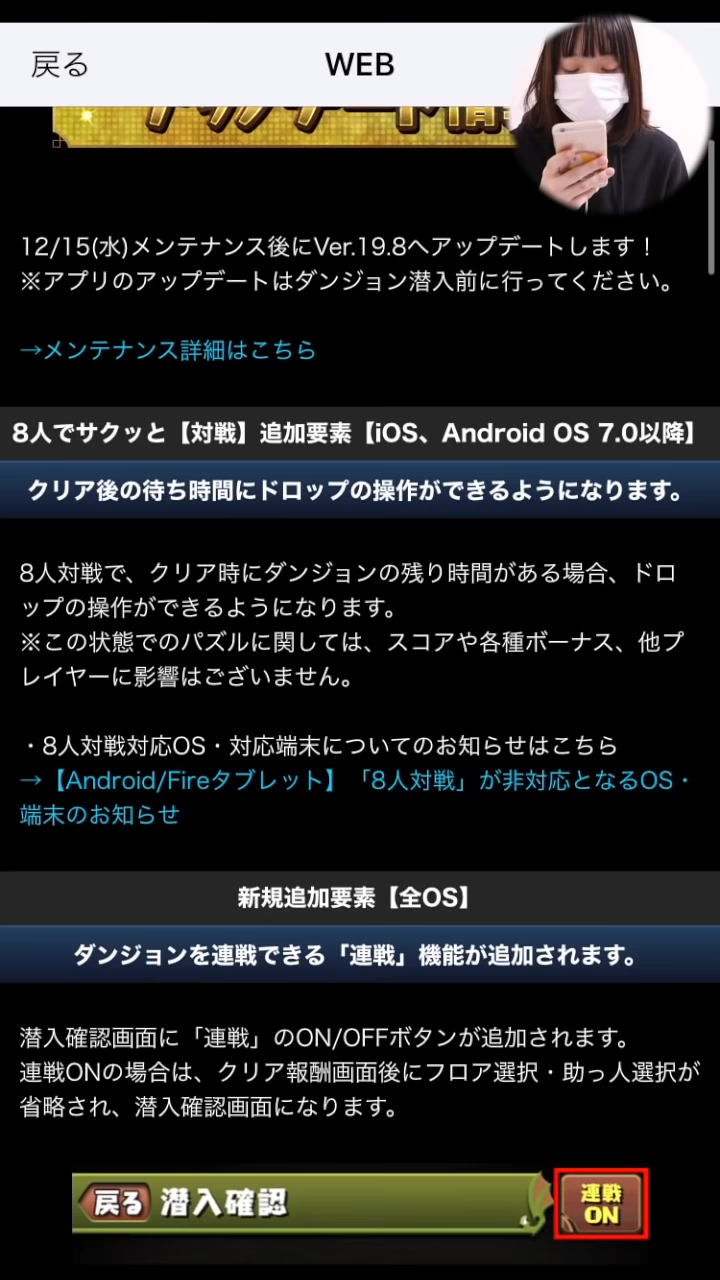 戻る
WEB
12/15(水)メンテナンス後にVer.19.8へアップデートします！
※アプリのアップデートはダンジョン潜入前に行ってください。
→メンテナンス詳細はこちら
8人でサクッと【対戦】追加要素【iOS、Android OS 7.0以降】
クリア後の待ち時間にドロップの操作ができるようになります。
8人対戦で、クリア時にダンジョンの残り時間がある場合、ドロ
ップの操作ができるようになります。
※この状態でのパズルに関しては、スコアや各種ボーナス、他プ
レイヤーに影響はございません。
・8人対戦対応OS・対応端末についてのお知らせはこちら
→【Android/Fireタブレット】「8人対戦」が非対応となるOS・
端末のお知らせ
新規追加要素【全OS】
ダンジョンを連戦できる「連戦」機能が追加されます。
潜入確認画面に「連戦」のON/OFFボタンが追加されます。
連戦ONの場合は、クリア報酬画面後にフロア選択・助っ人選択が
省略され、潜入確認画面になります。
戻る 潜入確認
連戦
ON